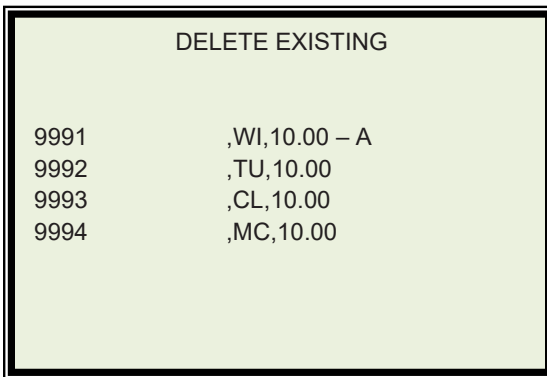 DELETE EXISTING
9991 ,WI,10.00 – A
9992 ,TU,10.00
9993 ,CL,10.00
9994 ,MC,10.00